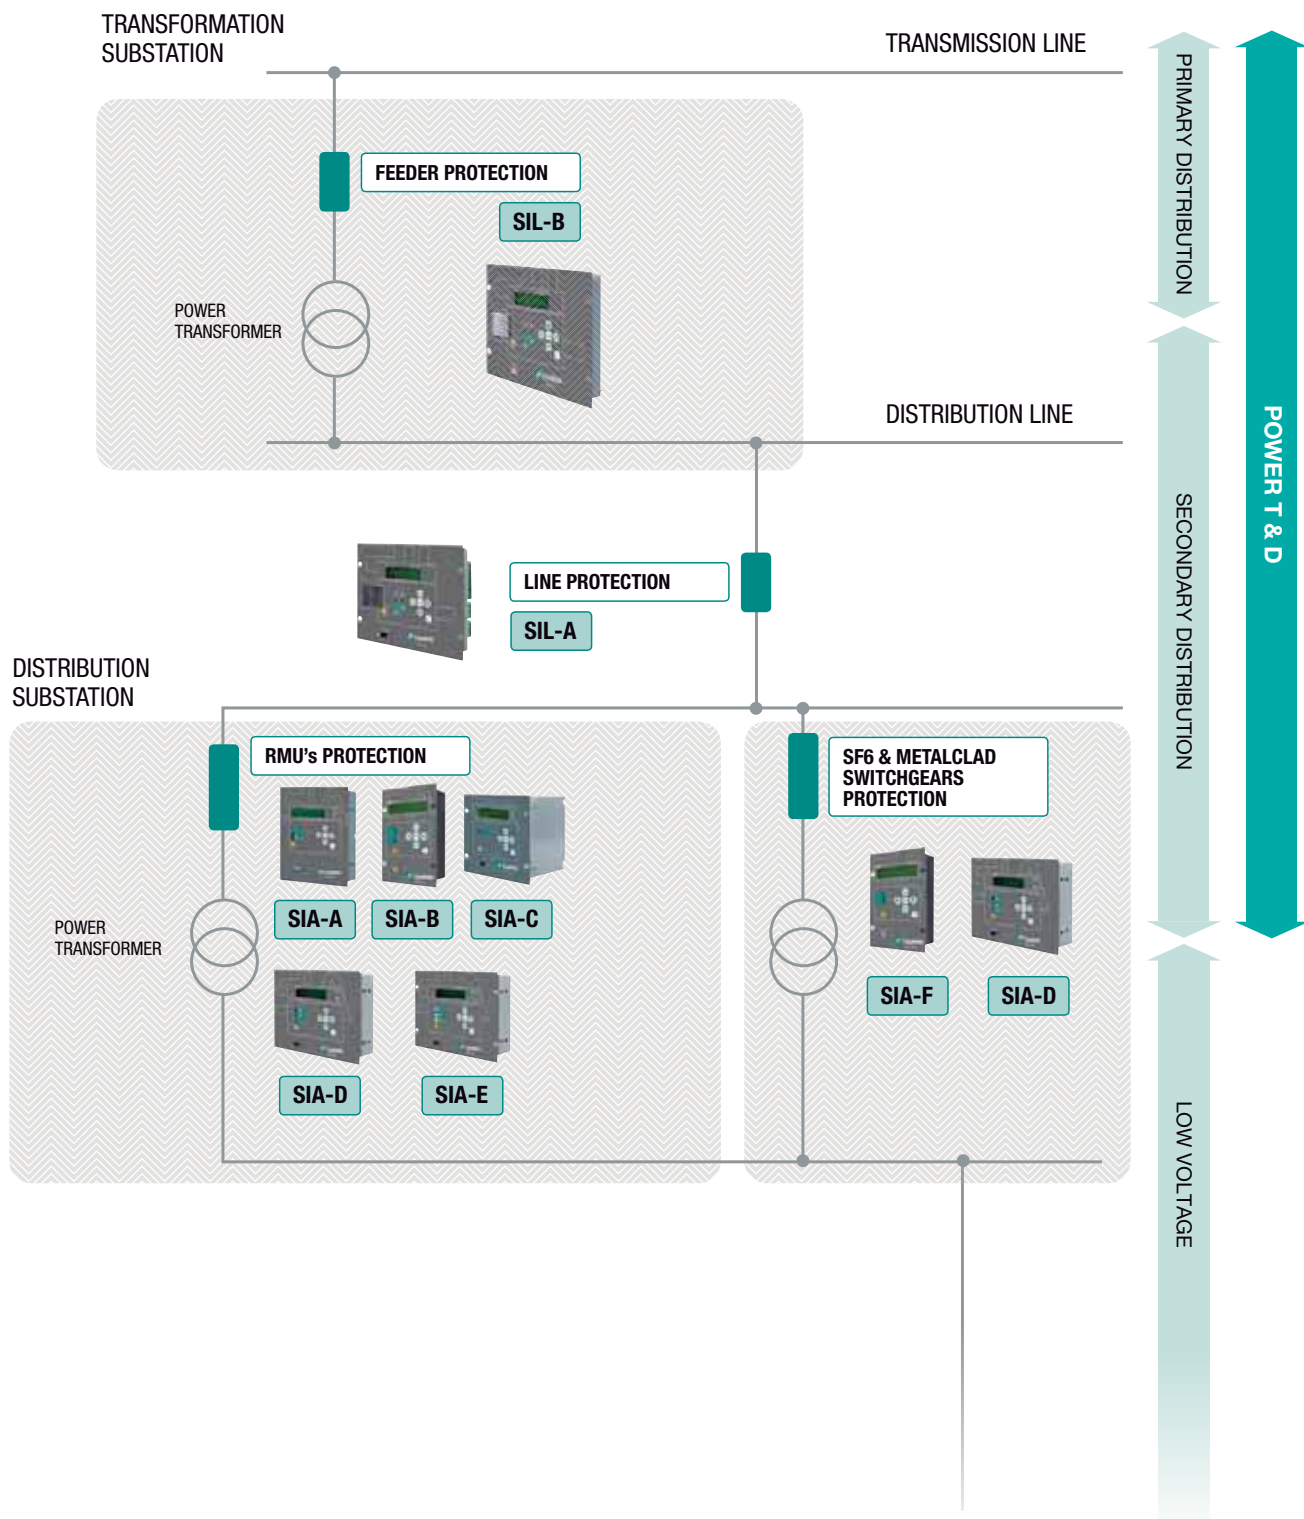 TRANSFORMATION
SUBSTATION
TRANSMISSION LINE
PRIMARY DISTRIBUTION
FEEDER PROTECTION
SIL-B
POWER
TRANSFORMER
DISTRIBUTION LINE
POWER T & D
SECONDARY DISTRIBUTION
LINE PROTECTION
SIL-A
DISTRIBUTION
SUBSTATION
RMU's PROTECTION
SF6 & METALCLAD
SWITCHGEARS
PROTECTION
SIA-A
SIA-B
SIA-C
POWER
TRANSFORMER
SIA-F
SIA-D
SIA-D
SIA-E
LOW VOLTAGE